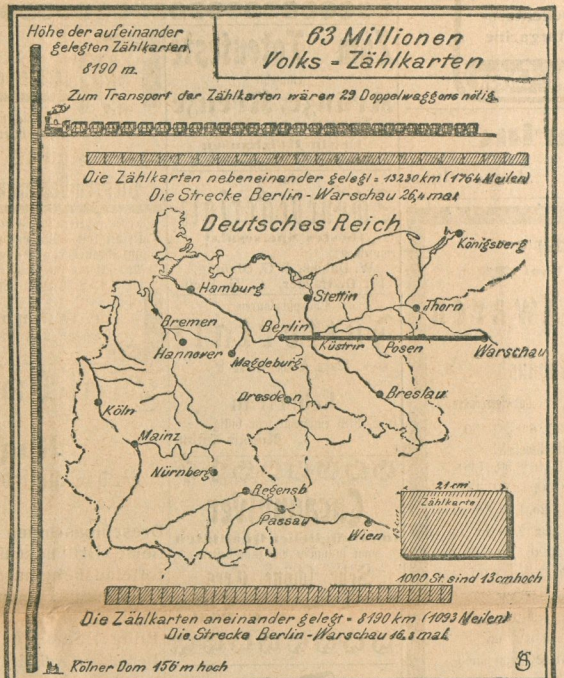 Höhe der aufeinander
gelegten Zählkarten
8190 m.
63 Millionen
Volks = Zählkarten
Zum Transport der Zählkarten wären 29 Doppelwaggons nötig.
Die Zählkarten nebeneinander gelegt = 13230 km (1764 Meilen)
Die Strecke Berlin - Warschau 26,4 mal
Deutsches Reich
Königsberg
Hamburg
Stettin
Thorn
Bremen
Berlin
Küstrin
Posen
Warschau
Hannover
Magdeburg
Dresden
Breslau
Köln
Mainz
Nürnberg
Regensb
Passau
Wien
21 cm
Zählkarte
13 cm
1000 St sind 13 cm hoch
Die Zählkarten aneinander gelegt = 8190 km (1093 Meilen)
Die Strecke Berlin - Warschau 16,3 mal
Kölner Dom 156 m hoch